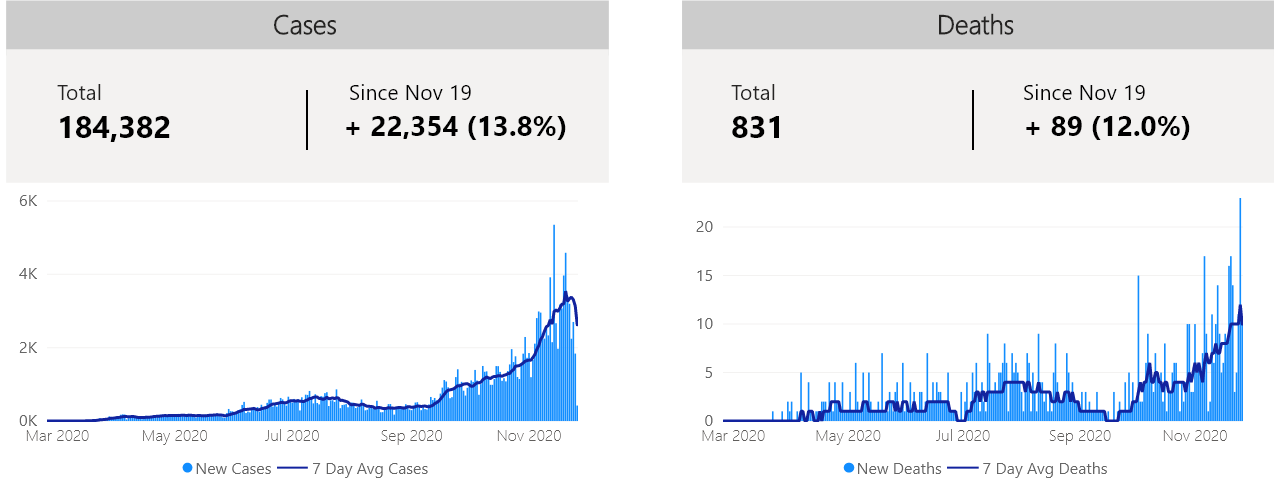 Cases
Total
184,382
Since Nov 19
+ 22,354 (13.8%)
6K
4K
2K
0K
Mar 2020 May 2020 Jul 2020 Sep 2020 Nov 2020
New Cases 7 Day Avg Cases
Deaths
Total
831
Since Nov 19
+ 89 (12.0%)
20
15
10
5
0
Mar 2020 May 2020 Jul 2020 Sep 2020 Nov 2020
New Deaths 7 Day Avg Deaths